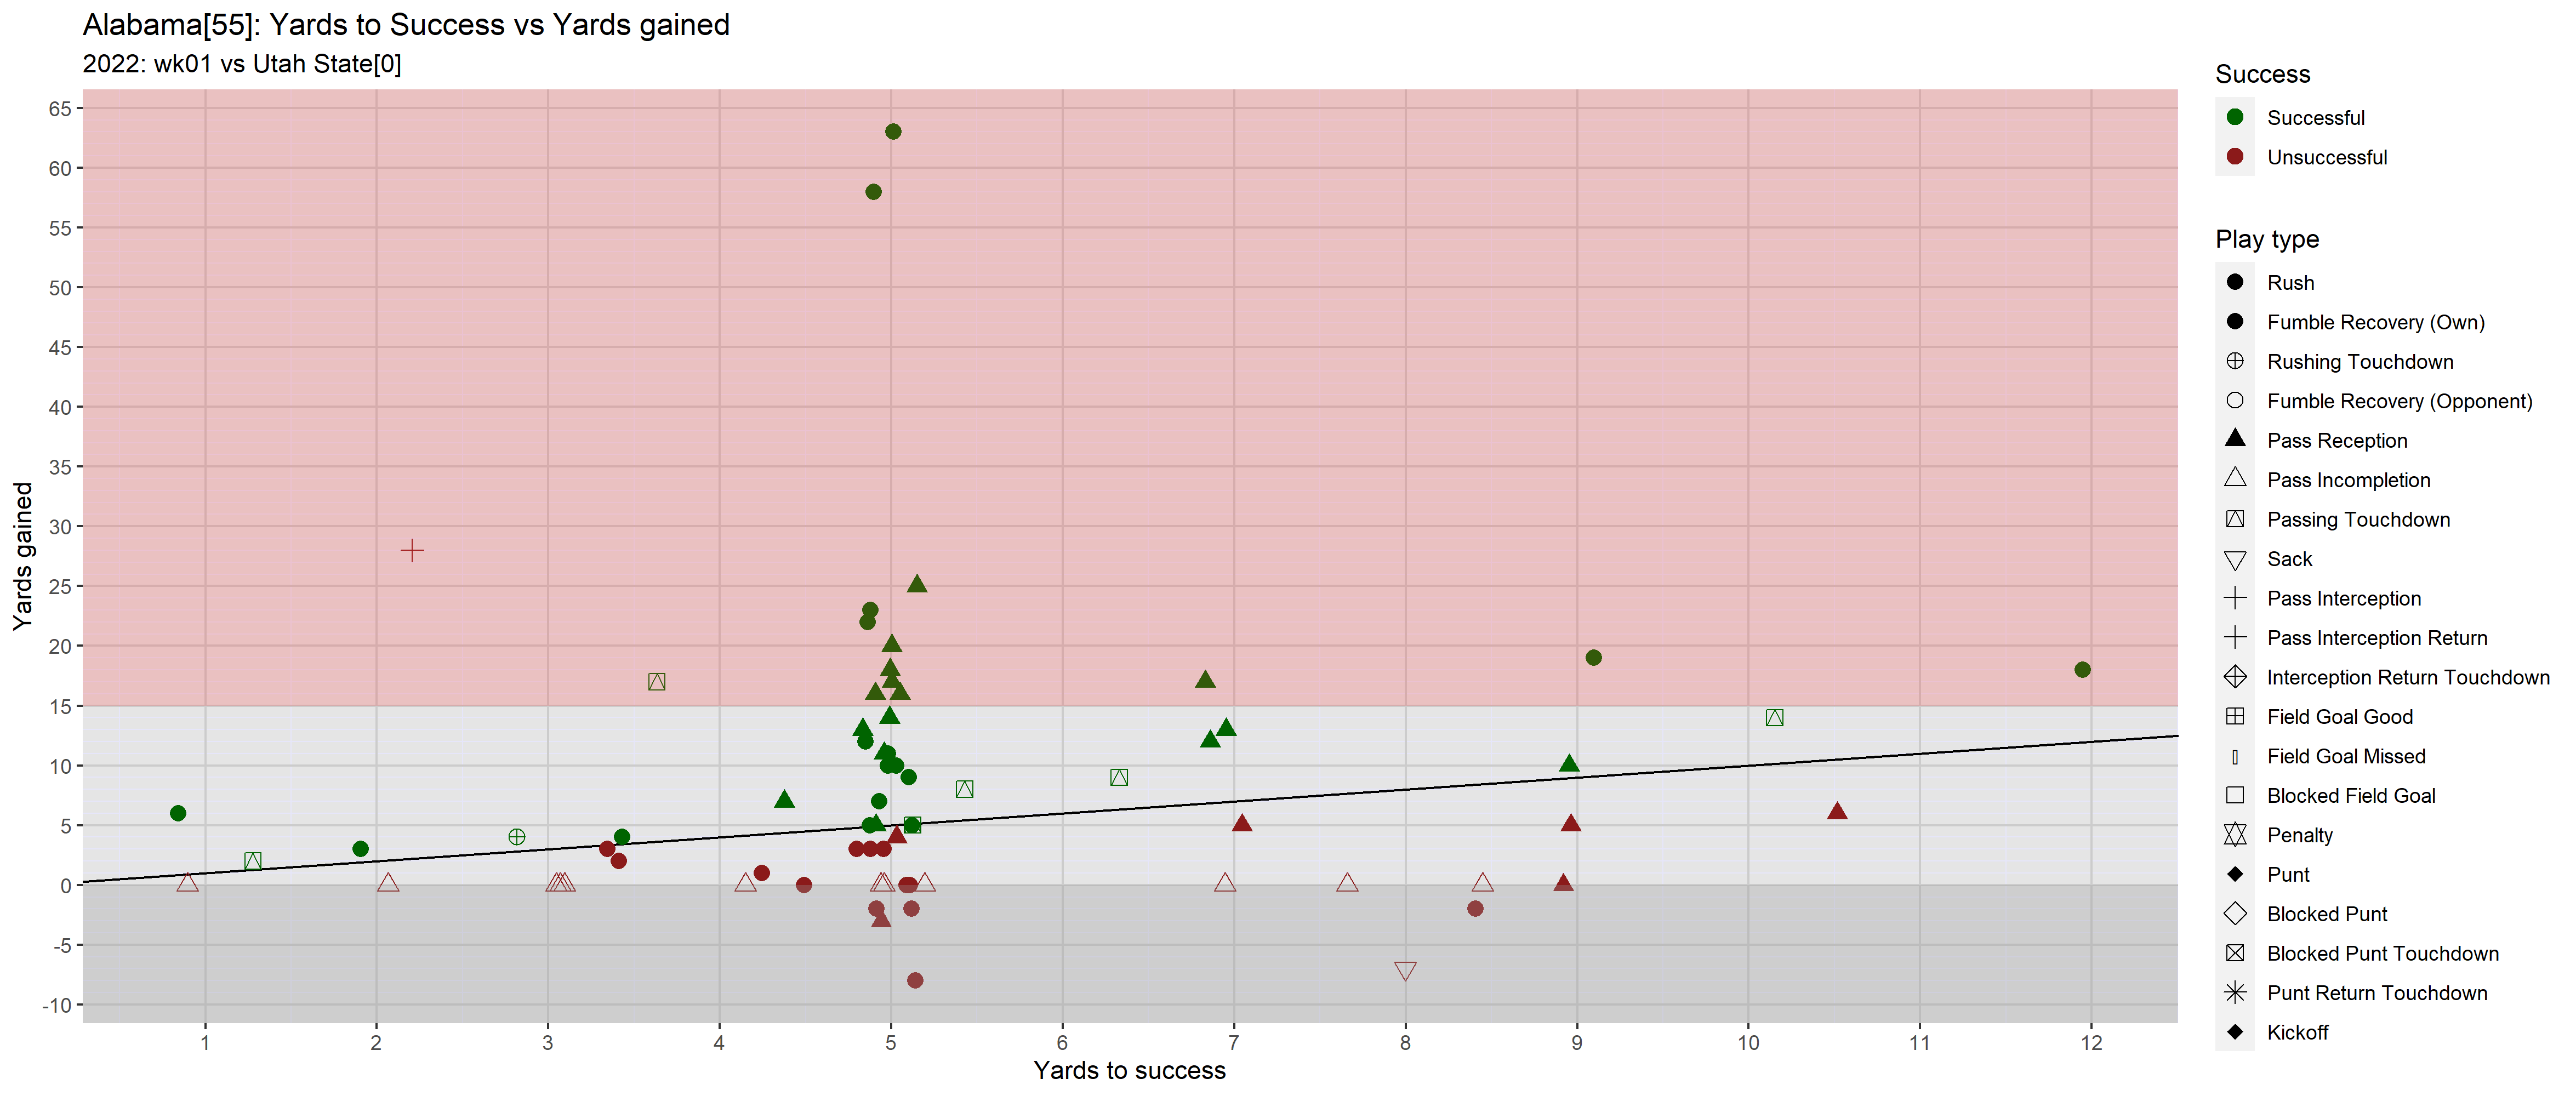 Alabama[55]: Yards to Success vs Yards gained
2022: wk01 vs Utah State[0]
Yards gained
65
60
55
50
45
40
35
30
25
20
15
10
5
0
-5
-10
1 2 3 4 5 6 7 8 9 10 11 12
Yards to success
Success
Successful
Unsuccessful
Play type
Rush
Fumble Recovery (Own)
Rushing Touchdown
Fumble Recovery (Opponent)
Pass Reception
Pass Incompletion
Passing Touchdown
Sack
Pass Interception
Pass Interception Return
Interception Return Touchdown
Field Goal Good
Field Goal Missed
Blocked Field Goal
Penalty
Punt
Blocked Punt
Blocked Punt Touchdown
Punt Return Touchdown
Kickoff